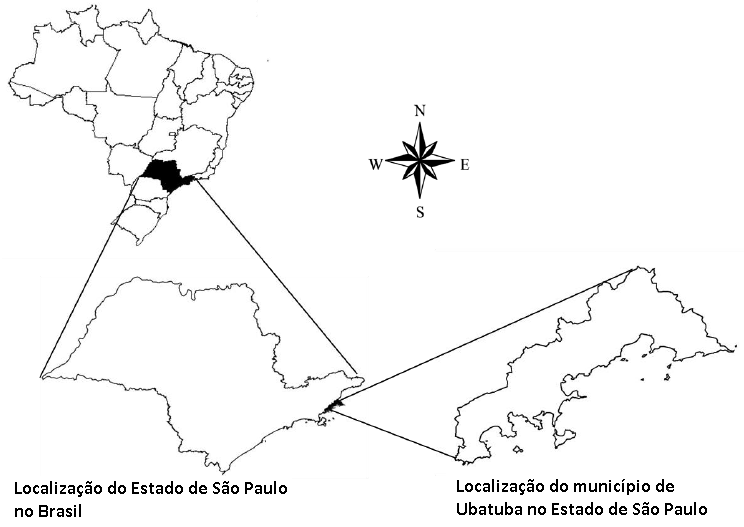 N
W E
S
Localização do Estado de São Paulo
no Brasil
Localização do município de
Ubatuba no Estado de São Paulo